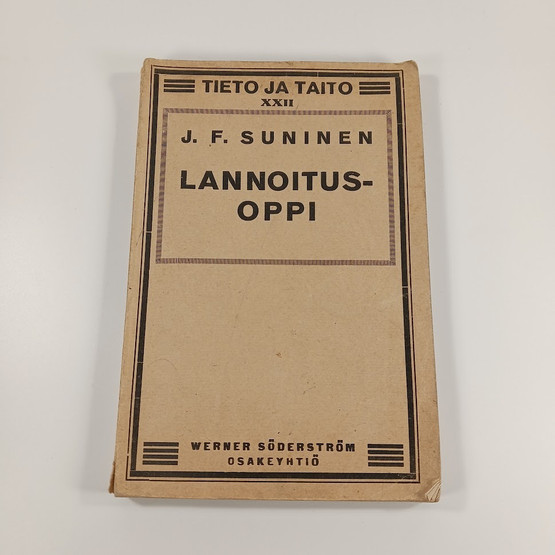 TIETO JA TAITO
XXII
J. F. SUNINEN
LANNOITUS-
OPPI
WERNER SÖDERSTRÖM
OSAKEYHTIÖ